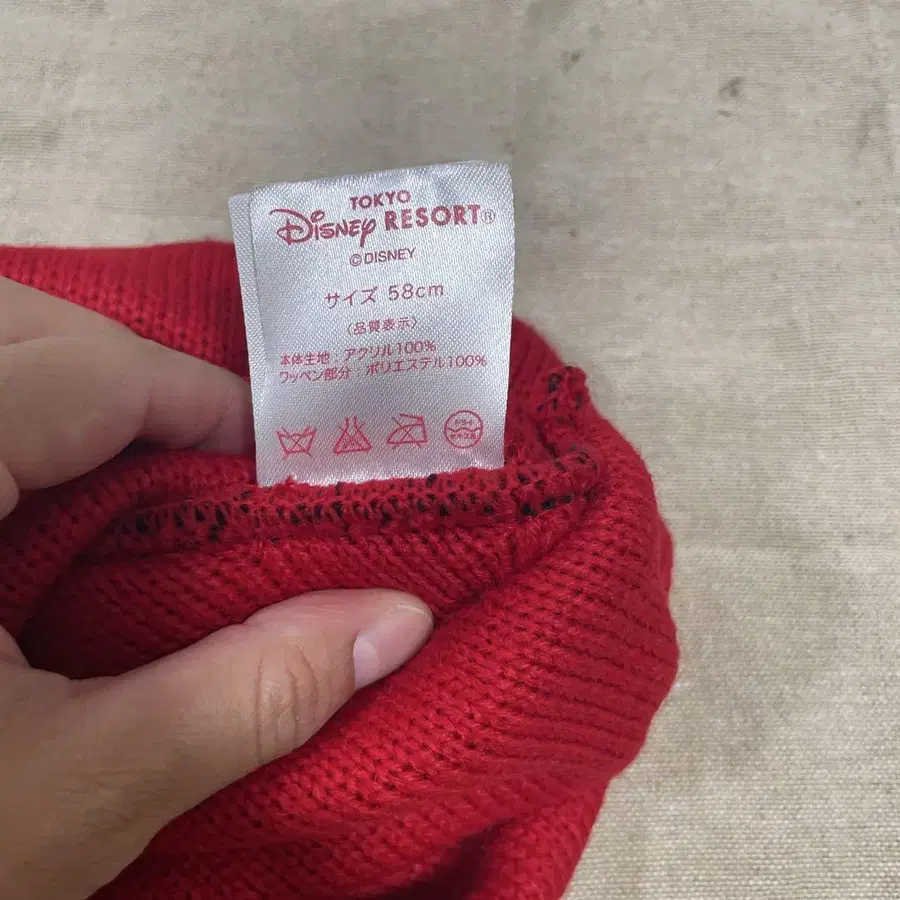 TOKYO
Disney RESORT®
©DISNEY
サイズ 58cm
〈品質表示〉
本体生地:アクリル100%
ワッペン部分:ポリエステル100%